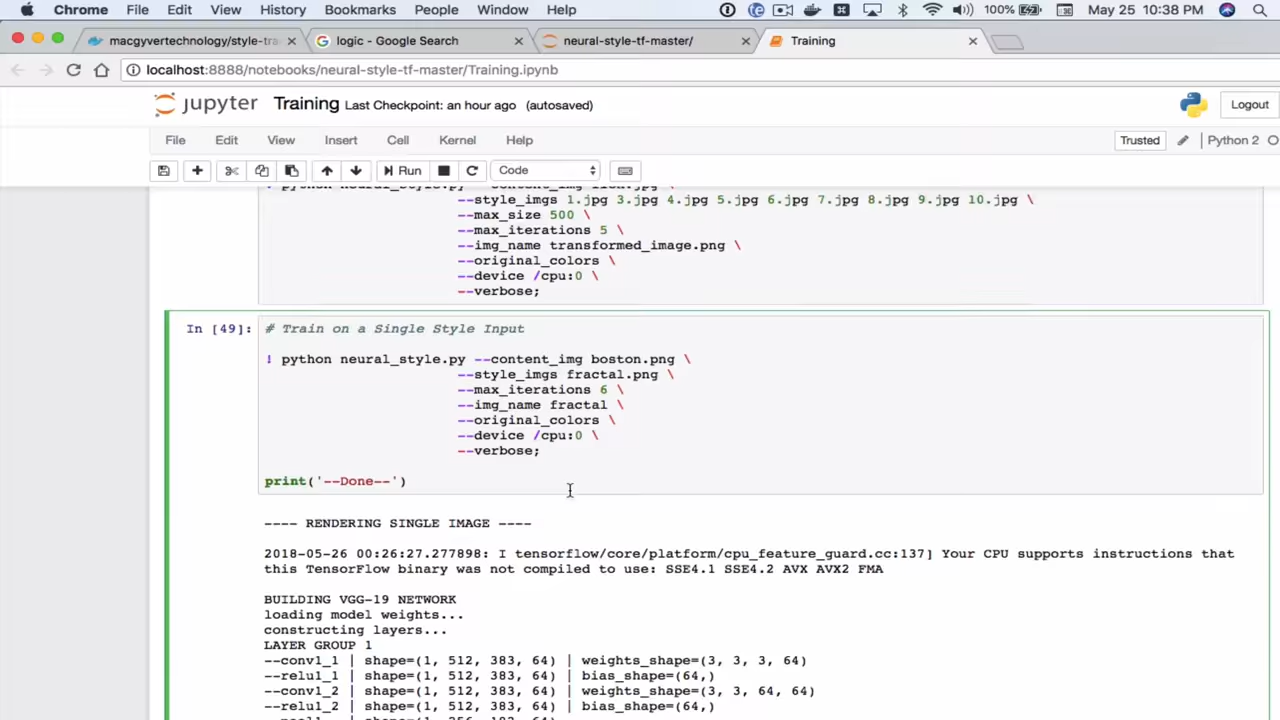 Chrome File Edit View History Bookmarks People Window Help 100% May 25 10:38 PM
macgyvertechnology/style-tra
logic - Google Search
neural-style-tf-master/
Training
localhost:8888/notebooks/neural-style-tf-master/Training.ipynb
jupyter Training Last Checkpoint: an hour ago (autosaved)
Logout
File Edit View Insert Cell Kernel Help
Trusted
Python 2
Run
Code
! python neural_style.py --content_img \
--style_imgs 1.jpg 3.jpg 4.jpg 5.jpg 6.jpg 7.jpg 8.jpg 9.jpg 10.jpg \
--max_size 500 \
--max_iterations 5 \
--img_name transformed_image.png \
--original_colors \
--device /cpu:0 \
--verbose;
In [49]:
# Train on a Single Style Input
! python neural_style.py --content_img boston.png \
--style_imgs fractal.png \
--max_iterations 6 \
--img_name fractal \
--original_colors \
--device /cpu:0 \
--verbose;
print('--Done--')
---- RENDERING SINGLE IMAGE ----
2018-05-26 00:26:27.277898: I tensorflow/core/platform/cpu_feature_guard.cc:137] Your CPU supports instructions that
this TensorFlow binary was not compiled to use: SSE4.1 SSE4.2 AVX AVX2 FMA
BUILDING VGG-19 NETWORK
loading model weights...
constructing layers...
LAYER GROUP 1
--conv1_1 | shape=(1, 512, 383, 64) | weights_shape=(3, 3, 3, 64)
--relu1_1 | shape=(1, 512, 383, 64) | bias_shape=(64,)
--conv1_2 | shape=(1, 512, 383, 64) | weights_shape=(3, 3, 64, 64)
--relu1_2 | shape=(1, 512, 383, 64) | bias_shape=(64,)